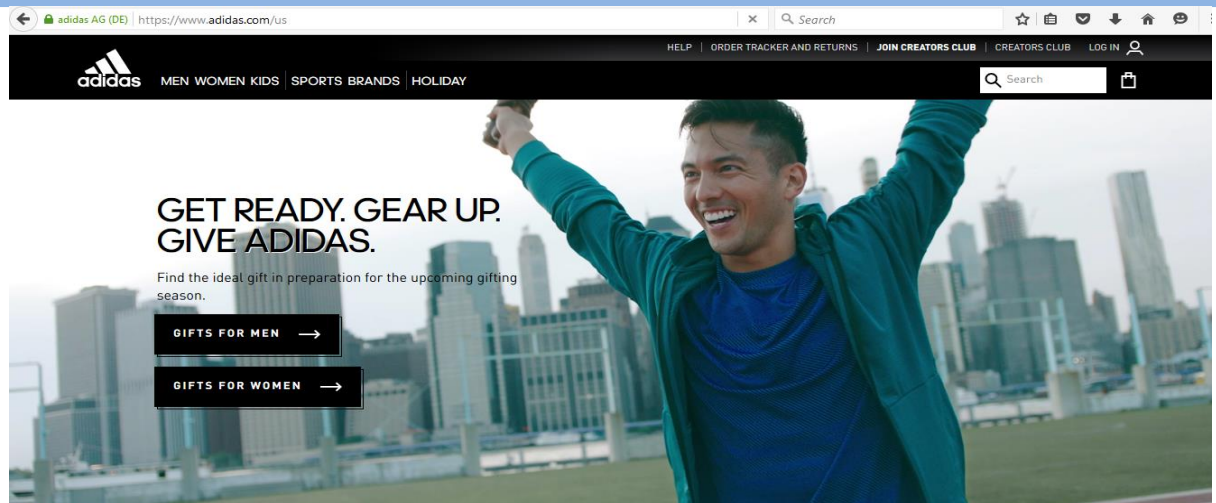 adidas AG (DE) https://www.adidas.com/us Search
HELP | ORDER TRACKER AND RETURNS | JOIN CREATORS CLUB | CREATORS CLUB LOG IN
adidas MEN WOMEN KIDS SPORTS BRANDS HOLIDAY Search
GET READY. GEAR UP.
GIVE ADIDAS.
Find the ideal gift in preparation for the upcoming gifting
season.
GIFTS FOR MEN →
GIFTS FOR WOMEN →